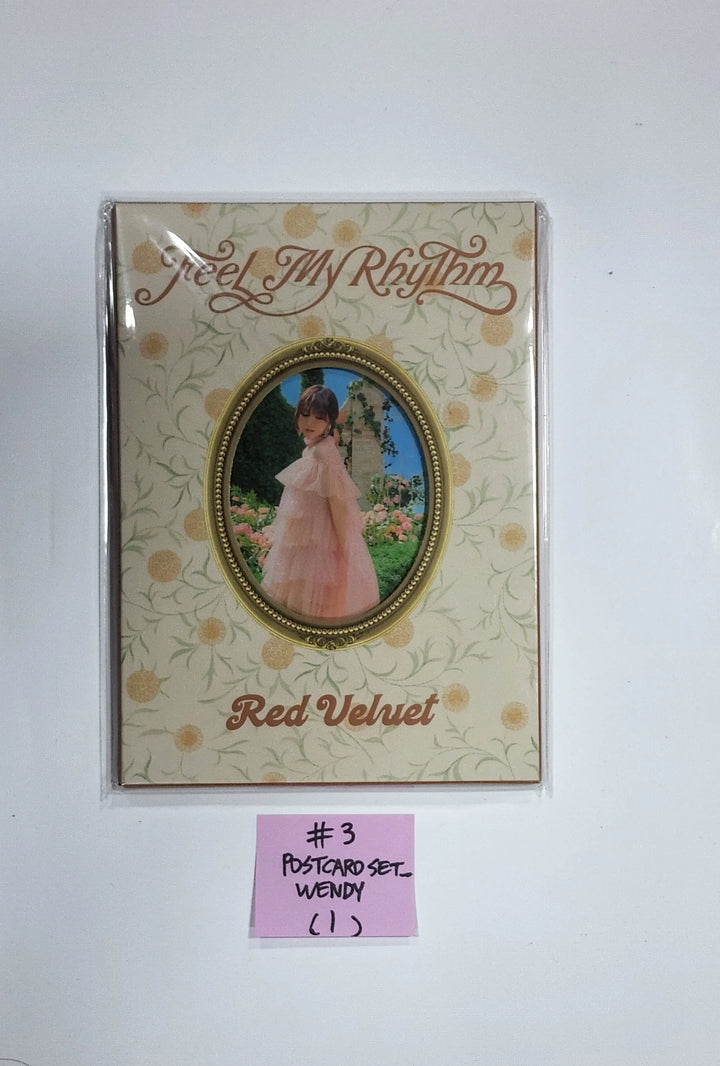 Feel My Rhythm
Red Velvet
#3
POSTCARD SET_
WENDY
(1)